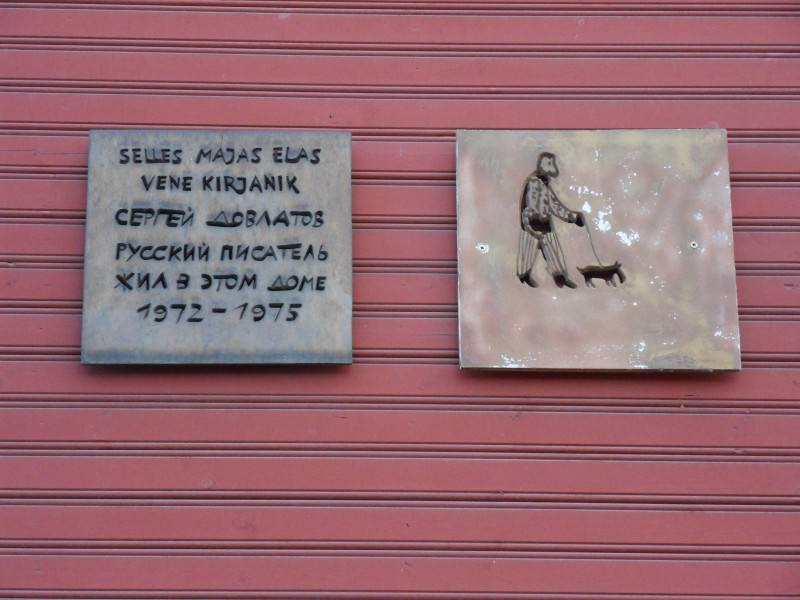 SELLES MAJAS ELAS
VENE KIRJANIK
СЕРГЕЙ ДОВЛАТОВ
РУССКИЙ ПИСАТЕЛЬ
ЖИЛ В ЭТОМ ДОМЕ
1972 - 1975